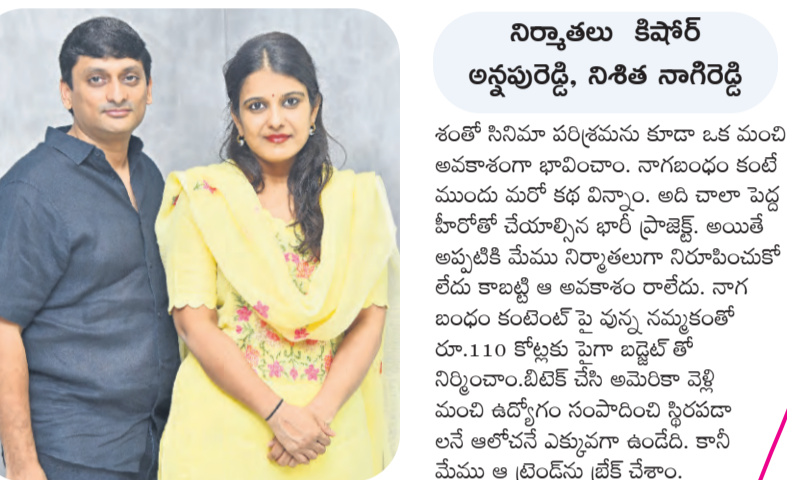 నిర్మాతలు కిషోర్
అన్నపురెడ్డి, నిశిత నాగిరెడ్డి
శంతో సినిమా పరిశ్రమను కూడా ఒక మంచి
అవకాశంగా భావించాం. నాగబంధం కంటే
ముందు మరో కథ విన్నాం. అది చాలా పెద్ద
హీరోతో చేయాల్సిన భారీ ప్రాజెక్ట్. అయితే
అప్పటికి మేము నిర్మాతలుగా నిరూపించుకో
లేదు కాబట్టి ఆ అవకాశం రాలేదు. నాగ
బంధం కంటెంట్ పై వున్న నమ్మకంతో
రూ.110 కోట్లకు పైగా బడ్జెట్ తో
నిర్మించాం.బిటెక్ చేసి అమెరికా వెళ్లి
మంచి ఉద్యోగం సంపాదించి స్థిరపడా
లనే ఆలోచనే ఎక్కువగా ఉండేది. కానీ
మేము ఆ ట్రెండ్‌ను బ్రేక్ చేశాం.